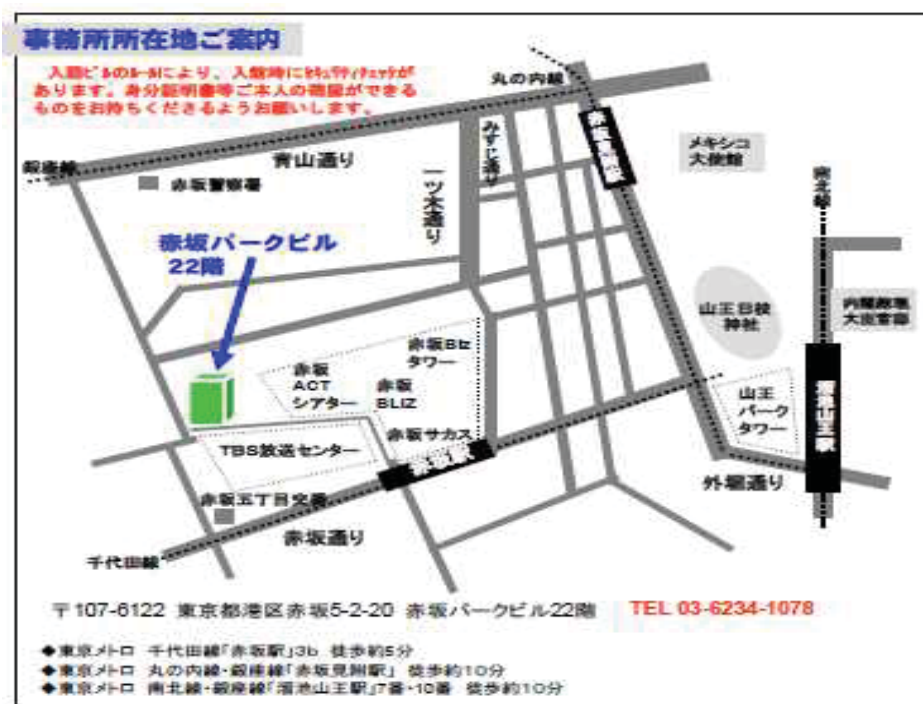 事務所所在地ご案内
入館ビルのルールにより、入館時にセキュリティチェックが
あります。身分証明書等ご本人の確認ができる
ものをお持ちくださるようお願いします。
丸の内線
赤坂見附駅
メキシコ
大使館
みすじ通り
青山通り
銀座線
赤坂警察署
一ツ木通り
南北線
赤坂パークビル
22階
山王日枝
神社
内閣総理
大臣官邸
赤坂Biz
タワー
赤坂
ACT
シアター
赤坂
BLIZ
溜池山王駅
山王
パーク
タワー
赤坂サカス
TBS放送センター
赤坂駅
外堀通り
赤坂五丁目交番
赤坂通り
千代田線
〒107-6122 東京都港区赤坂5-2-20 赤坂パークビル22階 TEL 03-6234-1078
◆東京メトロ 千代田線「赤坂駅」3b 徒歩約5分
◆東京メトロ 丸の内線・銀座線「赤坂見附駅」 徒歩約10分
◆東京メトロ 南北線・銀座線「溜池山王駅」7番・10番 徒歩約10分